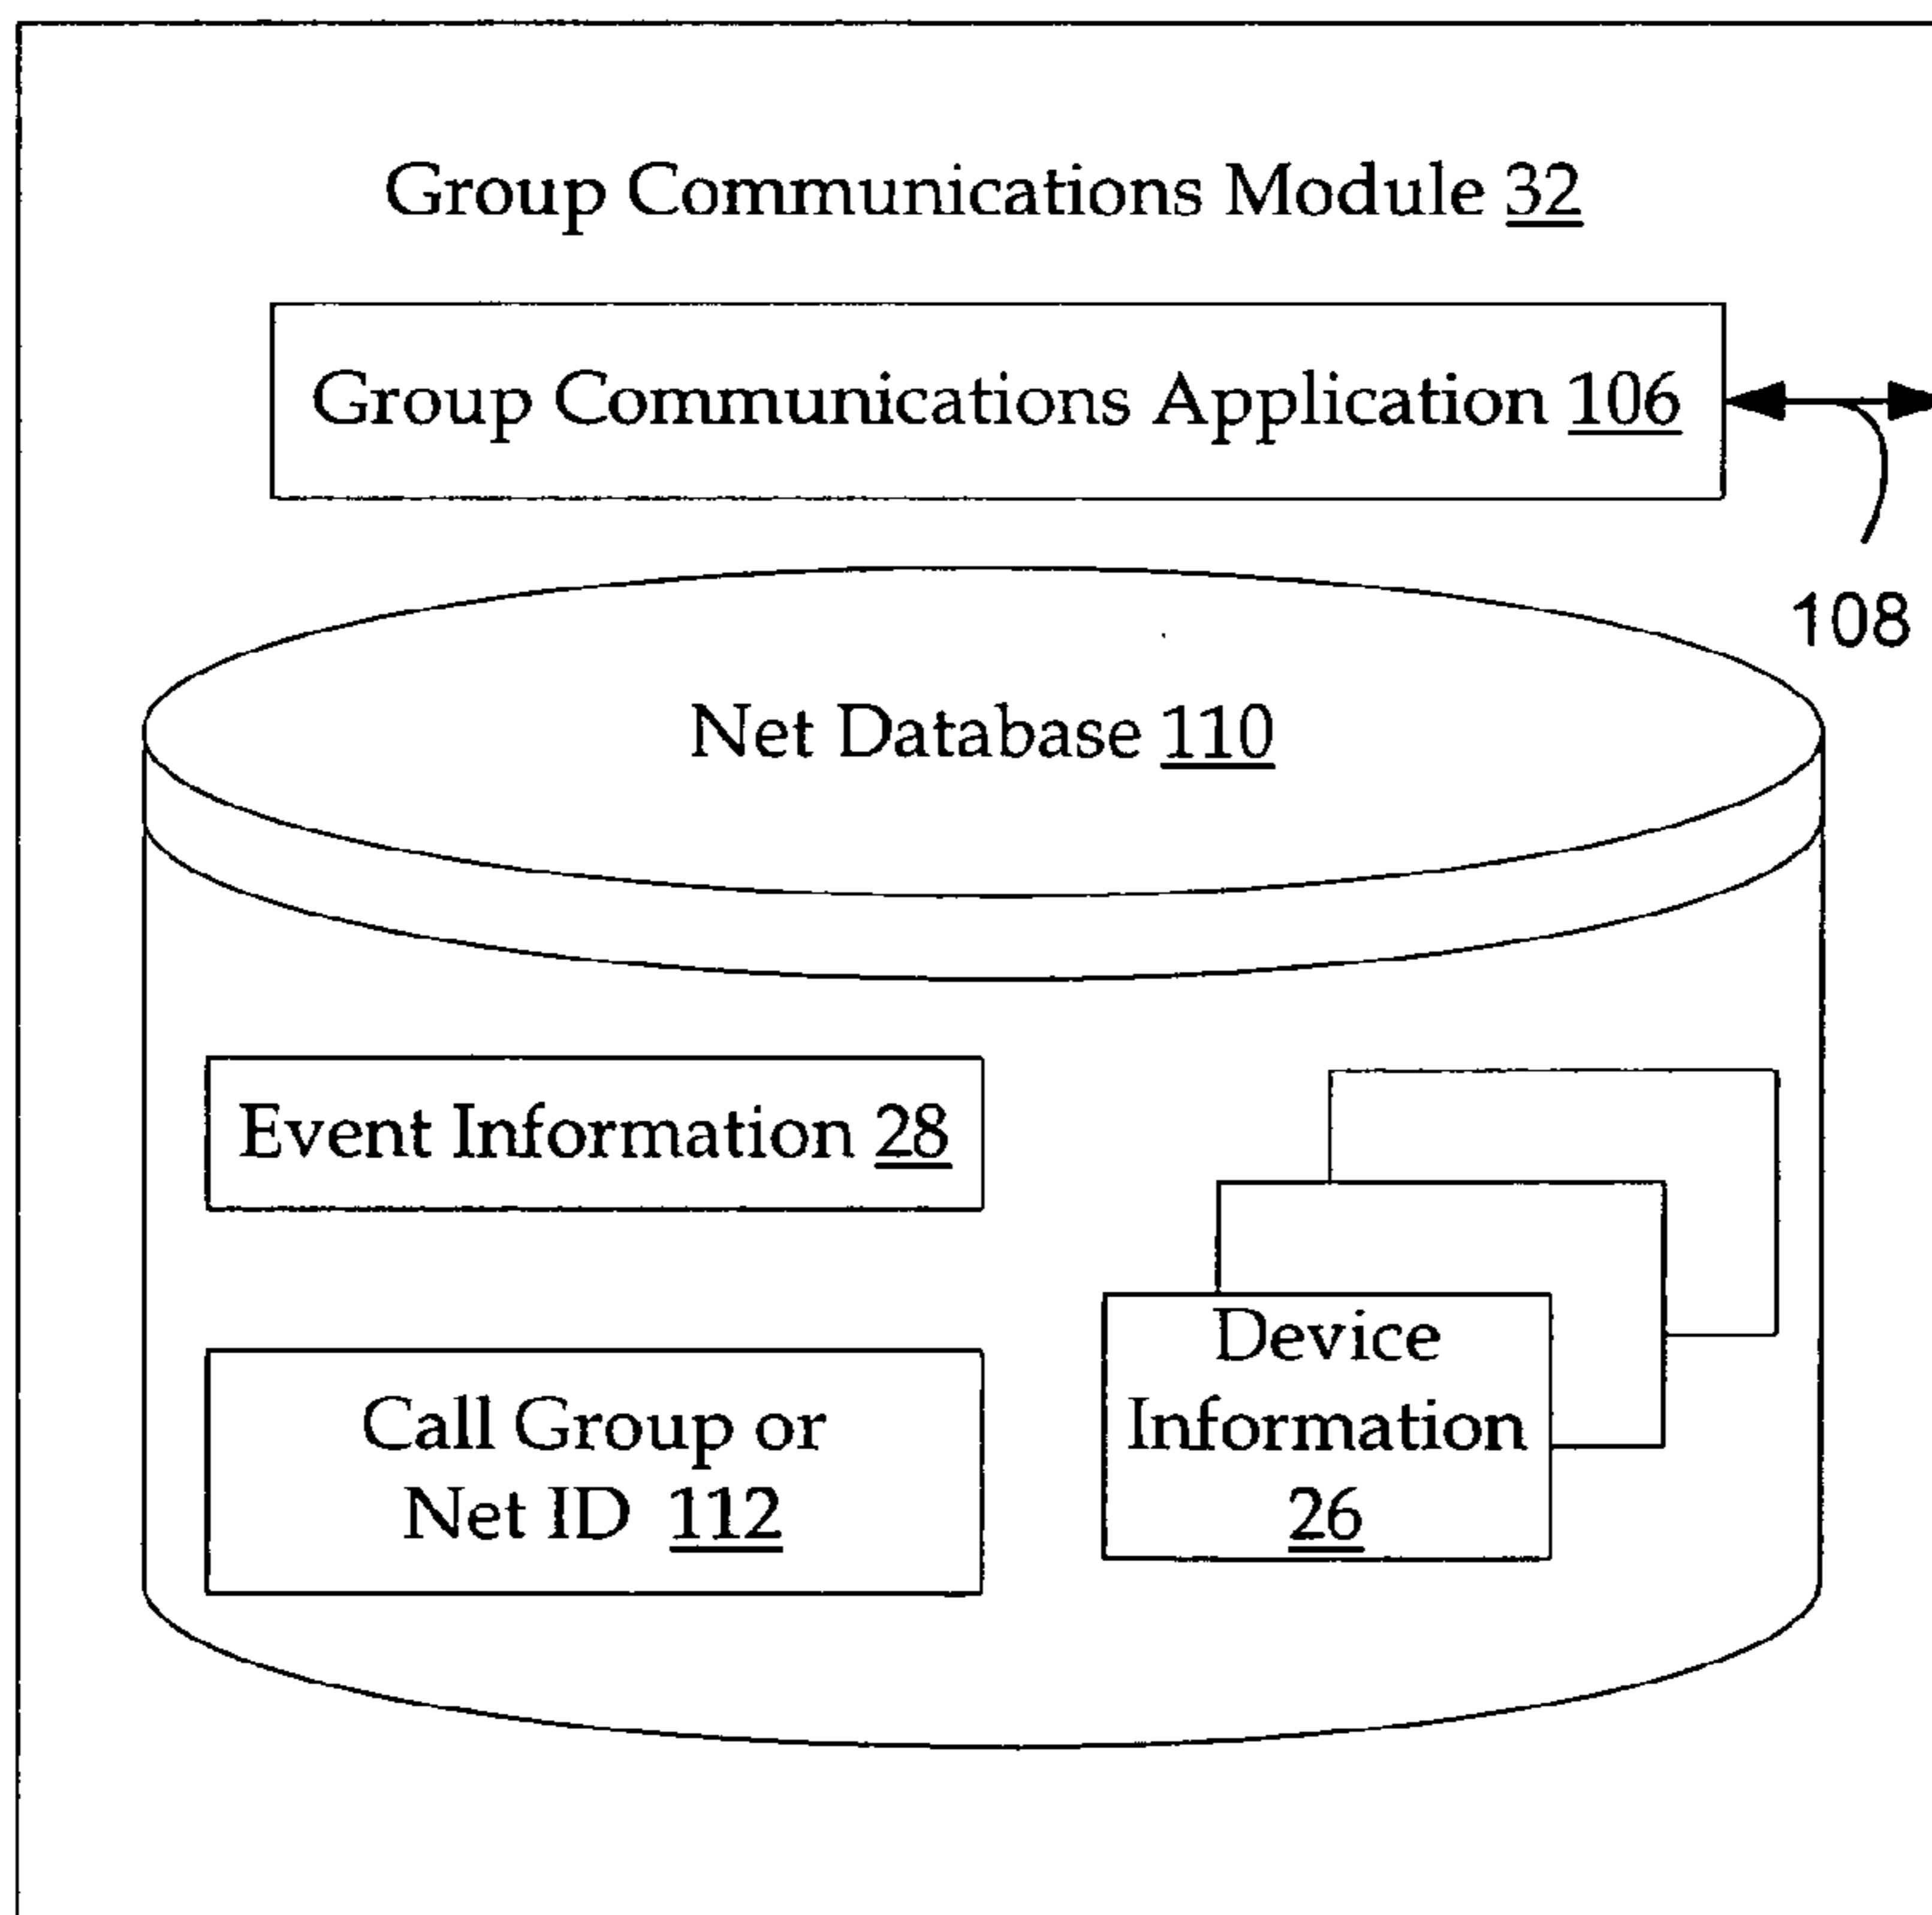 Group Communications Module 32
Group Communications Application 106
108
Net Database 110
Event Information 28
Call Group or
Net ID 112
Device
Information
26